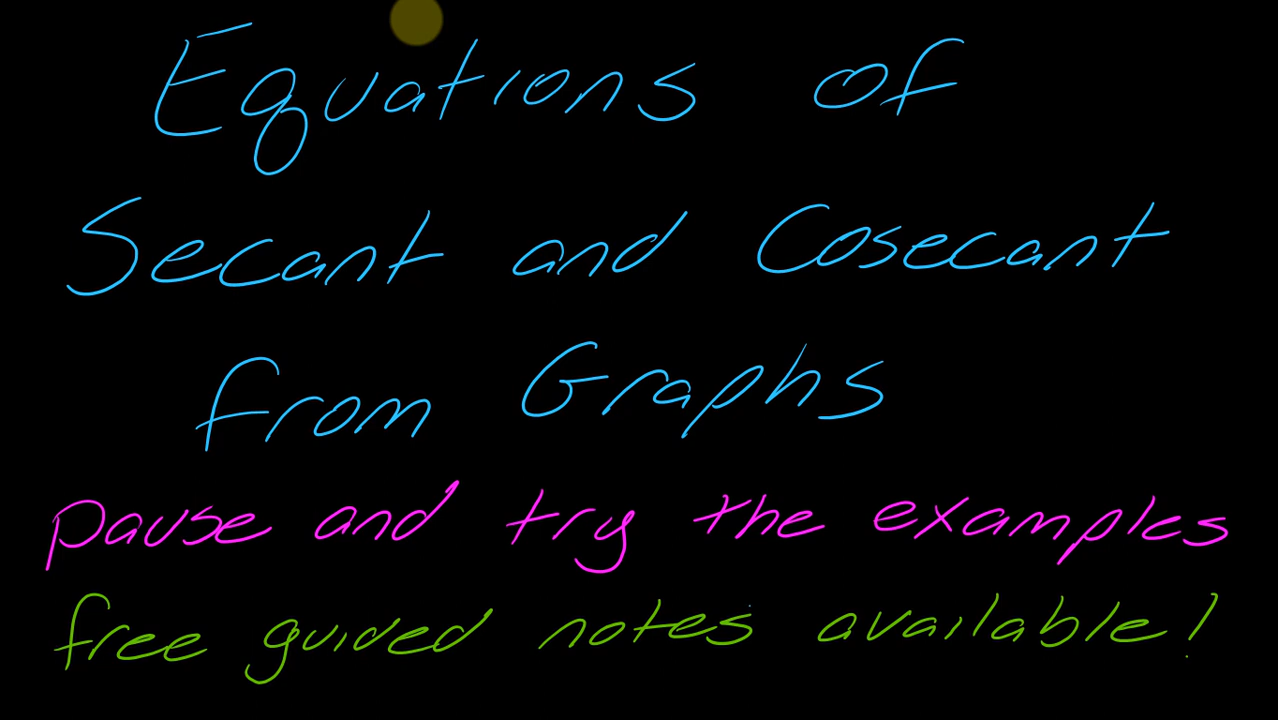 Equations of
Secant and Cosecant
from Graphs
pause and try the examples
free guided notes available!